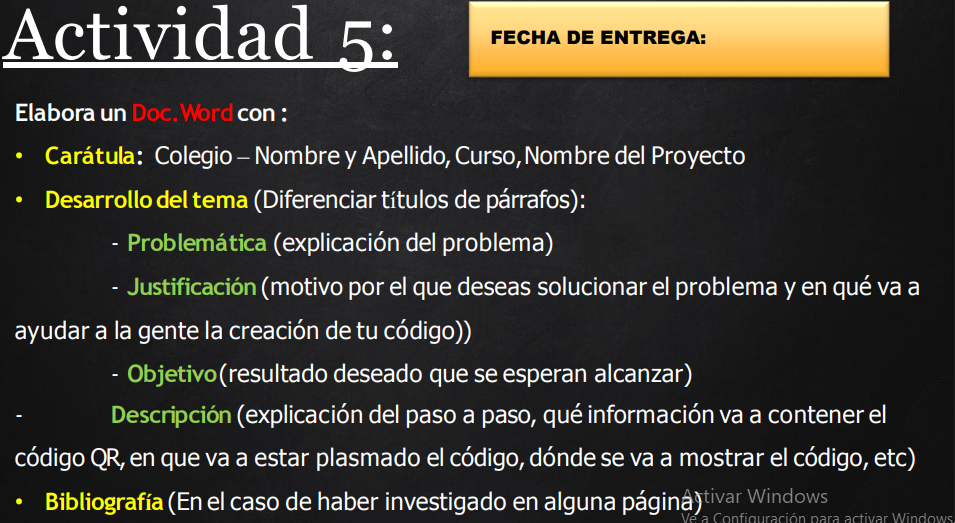 Actividad 5:
FECHA DE ENTREGA:
Elabora un Doc.Word con :
• Carátula: Colegio – Nombre y Apellido, Curso, Nombre del Proyecto
• Desarrollo del tema (Diferenciar títulos de párrafos):
- Problemática (explicación del problema)
- Justificación (motivo por el que deseas solucionar el problema y en qué va a
ayudar a la gente la creación de tu código))
- Objetivo (resultado deseado que se esperan alcanzar)
- Descripción (explicación del paso a paso, qué información va a contener el
código QR, en que va a estar plasmado el código, dónde se va a mostrar el código, etc)
• Bibliografía (En el caso de haber investigado en alguna página)
Activar Windows
Ve a Configuración para activar Windows